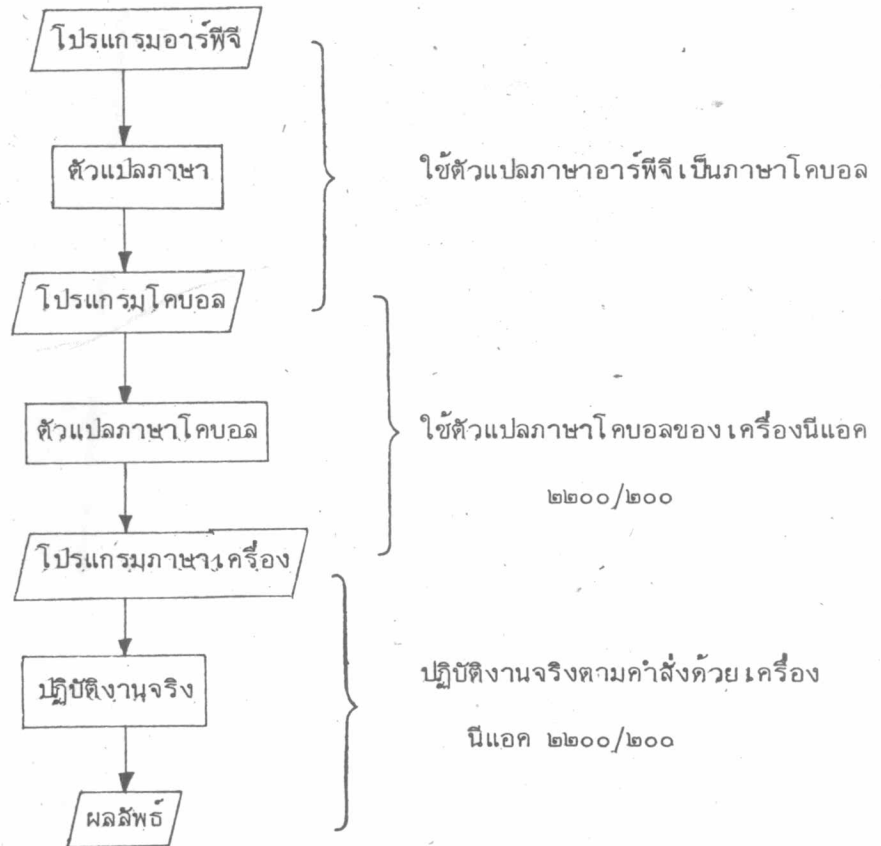 โปรแกรมอาร์พีจี
ตัวแปลภาษา
ใช้ตัวแปลภาษาอาร์พีจีเป็นภาษาโคบอล
โปรแกรมโคบอล
ตัวแปลภาษาโคบอล
ใช้ตัวแปลภาษาโคบอลของเครื่องนีแอค
๒๒๐๐/๒๐๐
โปรแกรมภาษาเครื่อง
ปฏิบัติงานจริง
ปฏิบัติงานจริงตามคำสั่งด้วยเครื่อง
นีแอค ๒๒๐๐/๒๐๐
ผลลัพธ์